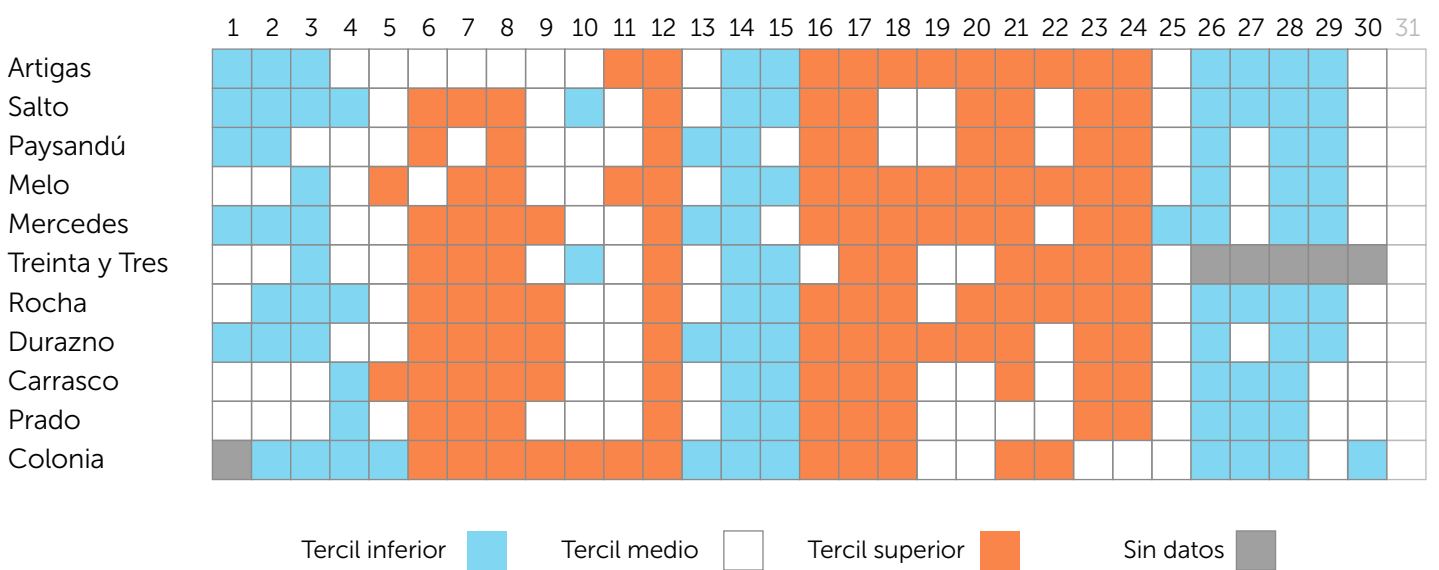 1 2 3 4 5 6 7 8 9 10 11 12 13 14 15 16 17 18 19 20 21 22 23 24 25 26 27 28 29 30 31
Artigas
Salto
Paysandú
Melo
Mercedes
Treinta y Tres
Rocha
Durazno
Carrasco
Prado
Colonia
Tercil inferior Tercil medio Tercil superior Sin datos